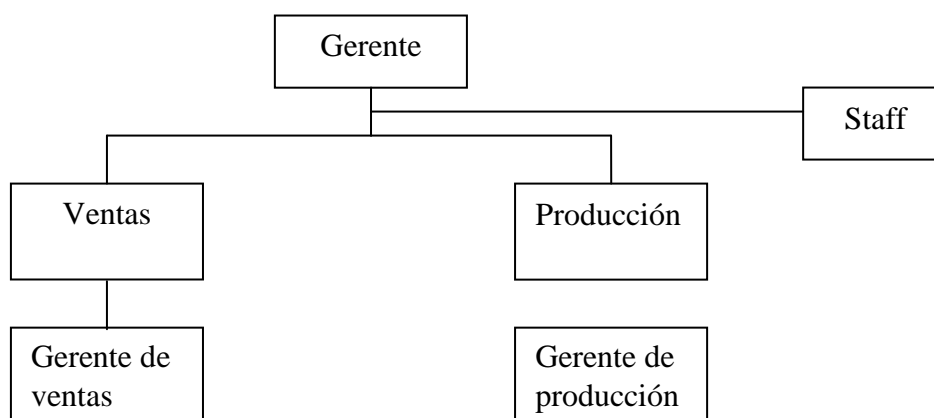 Gerente
Staff
Ventas
Producción
Gerente de
ventas
Gerente de
producción